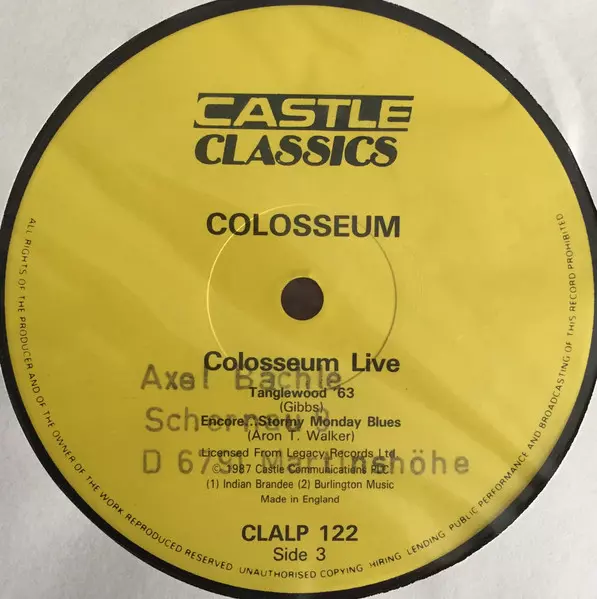 CASTLE
CLASSICS
COLOSSEUM
Colosseum Live
Axel Bächle
Tanglewood '63
(Gibbs)
Encore...Stormy Monday Blues
(Aron T. Walker)
Licensed From Legacy Records Ltd.
©1987 Castle Communications PLC
D Martinshöhe
(1) Indian Brandee (2) Burlington Music
Made in England
CLALP 122
Side 3
ALL RIGHTS OF THE PRODUCER AND OF THE OWNER OF THE WORK REPRODUCED RESERVED UNAUTHORISED COPYING HIRING LENDING PUBLIC PERFORMANCE AND BROADCASTING OF THIS RECORD PROHIBITED